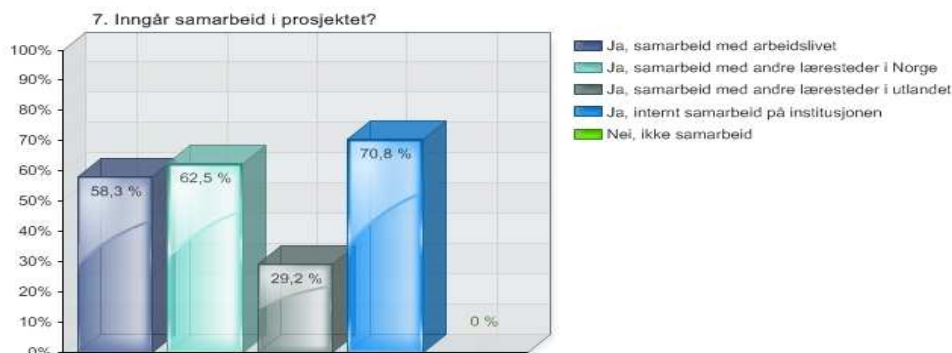 7. Inngår samarbeid i prosjektet?
100%
90%
80%
70%
60%
50%
40%
30%
20%
10%
0%
58,3 %
62,5 %
29,2 %
70,8 %
0 %
Ja, samarbeid med arbeidslivet
Ja, samarbeid med andre læresteder i Norge
Ja, samarbeid med andre læresteder i utlandet
Ja, internt samarbeid på institusjonen
Nei, ikke samarbeid